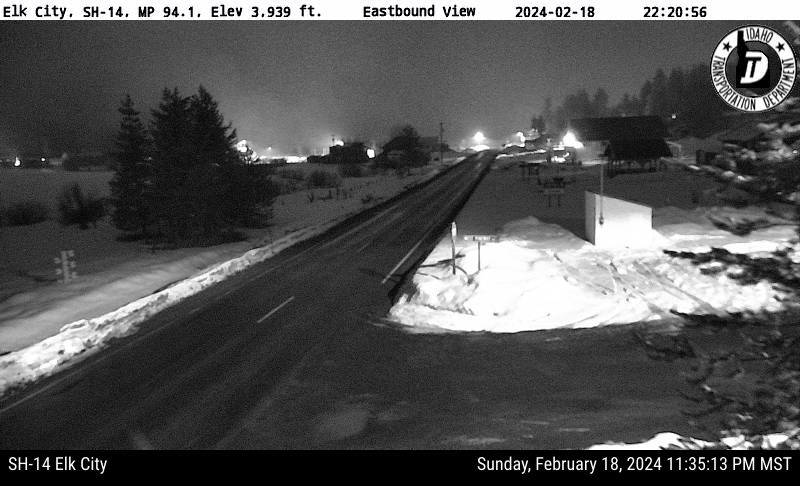 Elk City, SH-14, MP 94.1, Elev 3,939 ft. Eastbound View 2024-02-18 22:20:56
IDAHO
TRANSPORTATION DEPARTMENT
SH-14 Elk City Sunday, February 18, 2024 11:35:13 PM MST